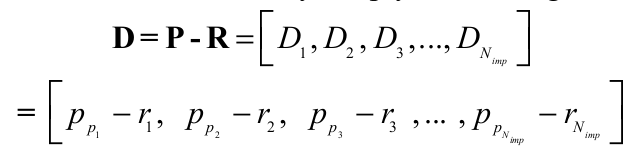 D = P - R = [D_1, D_2, D_3, ..., D_{N_{imp}}]
= [p_{p_1} − r_1, p_{p_2} − r_2, p_{p_3} − r_3, ..., p_{p_{N_{imp}}} − r_{N_{imp}}]